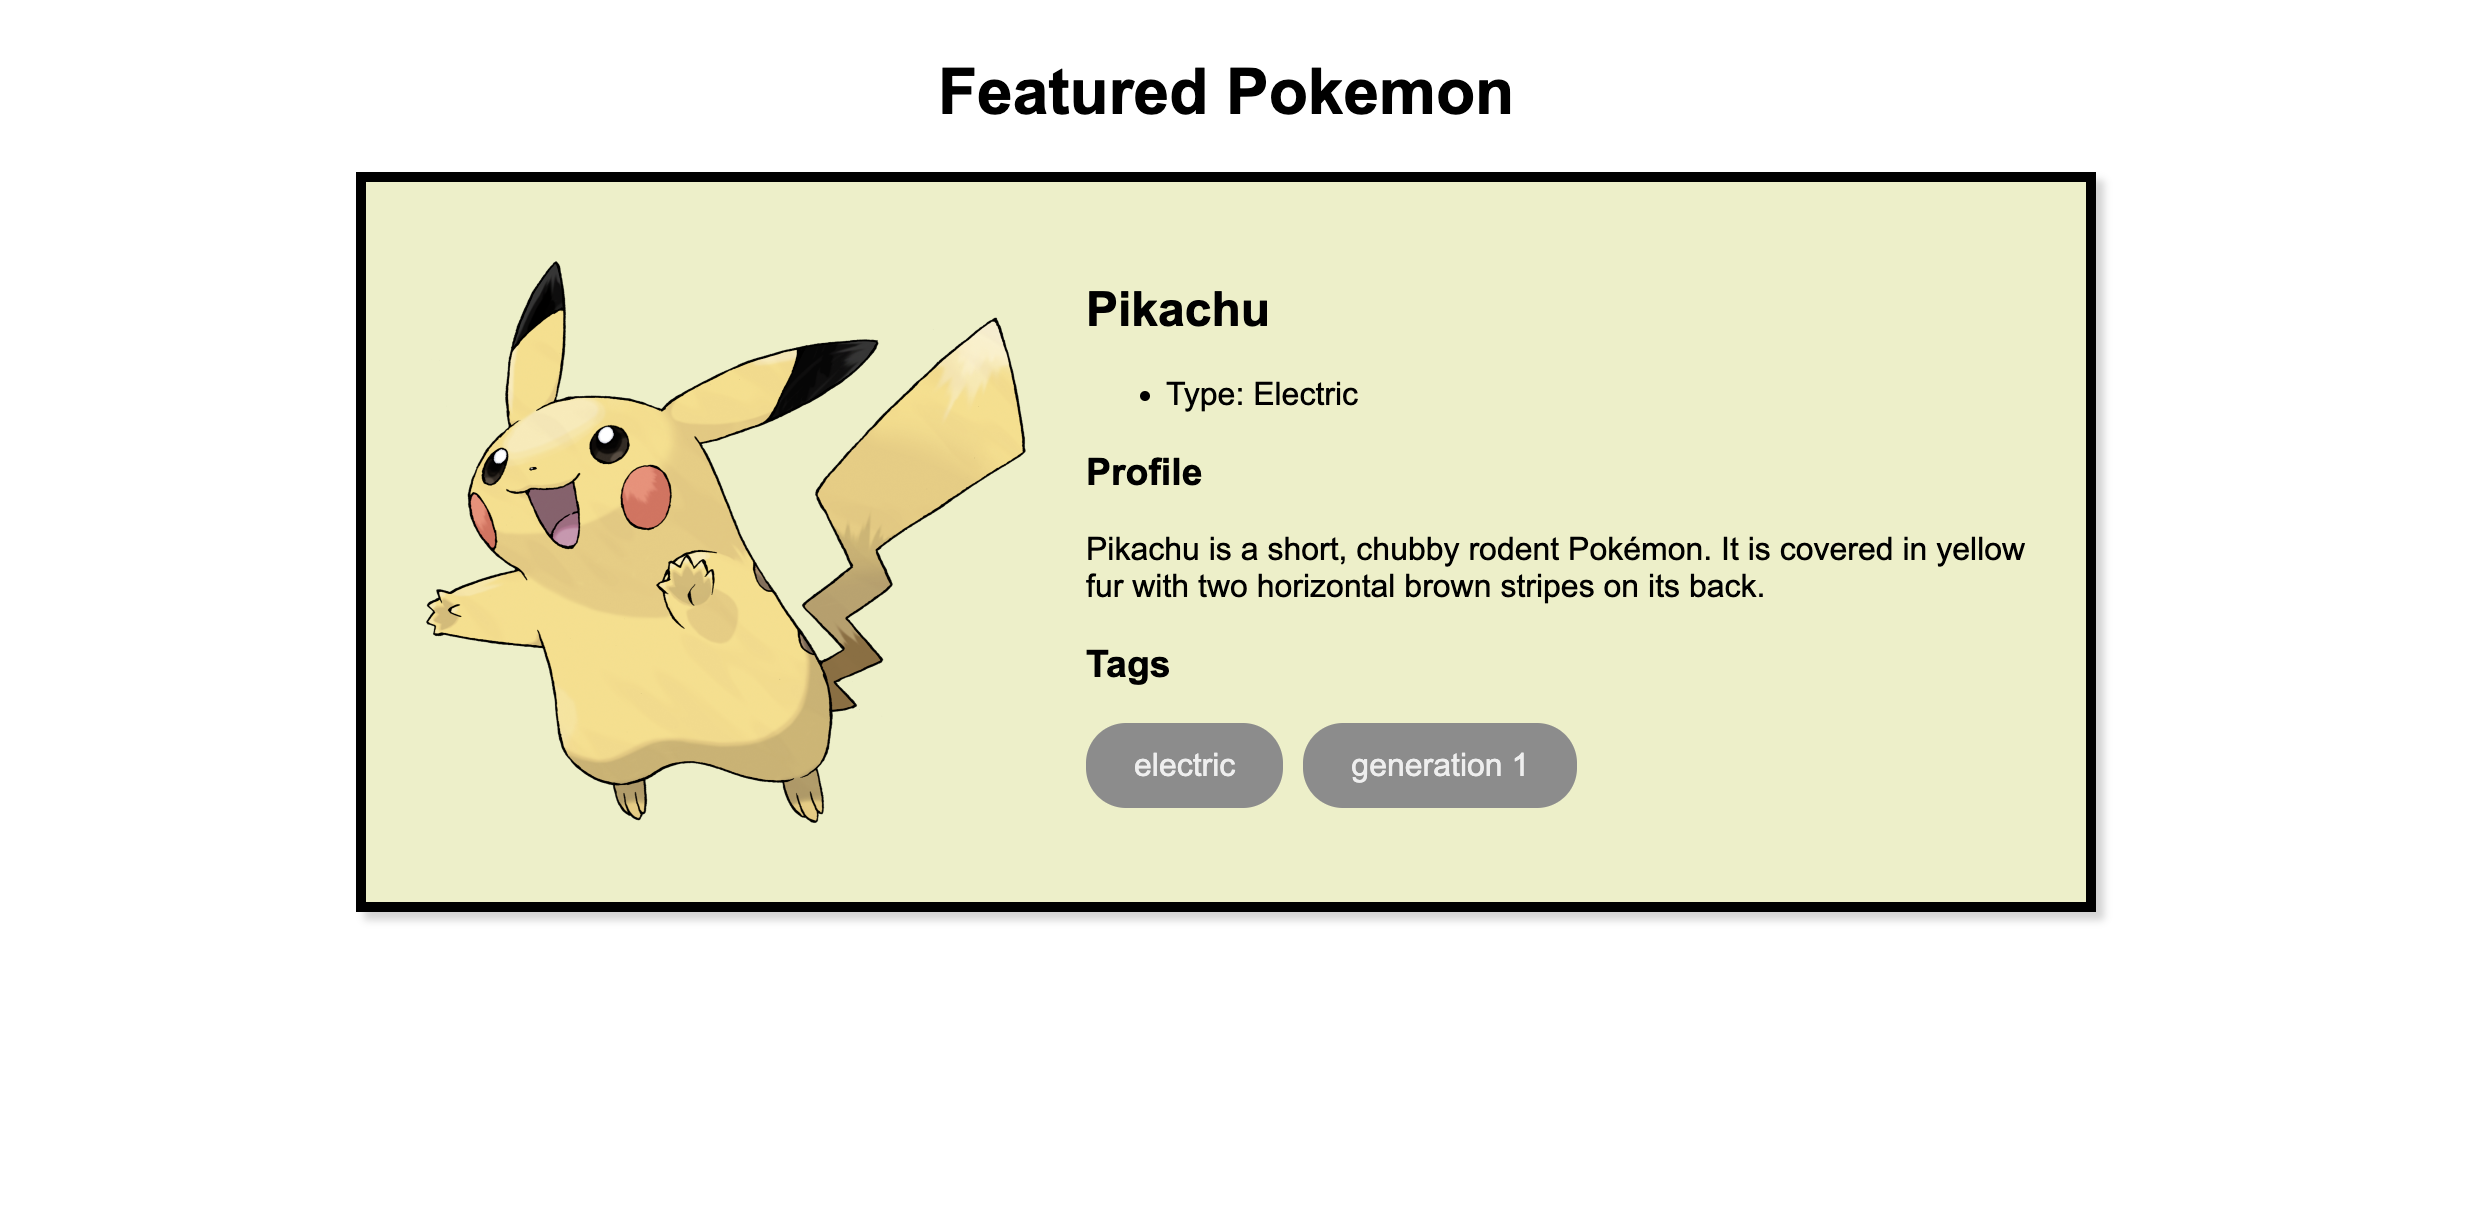 Featured Pokemon
Pikachu
• Type: Electric
Profile
Pikachu is a short, chubby rodent Pokémon. It is covered in yellow
fur with two horizontal brown stripes on its back.
Tags
electric
generation 1